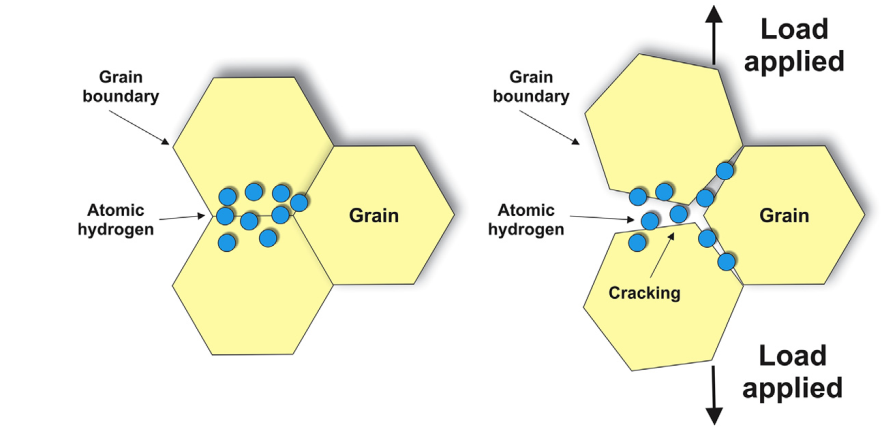 Grain
boundary
Atomic
hydrogen
Grain
Load
applied
Grain
boundary
Atomic
hydrogen
Grain
Cracking
Load
applied